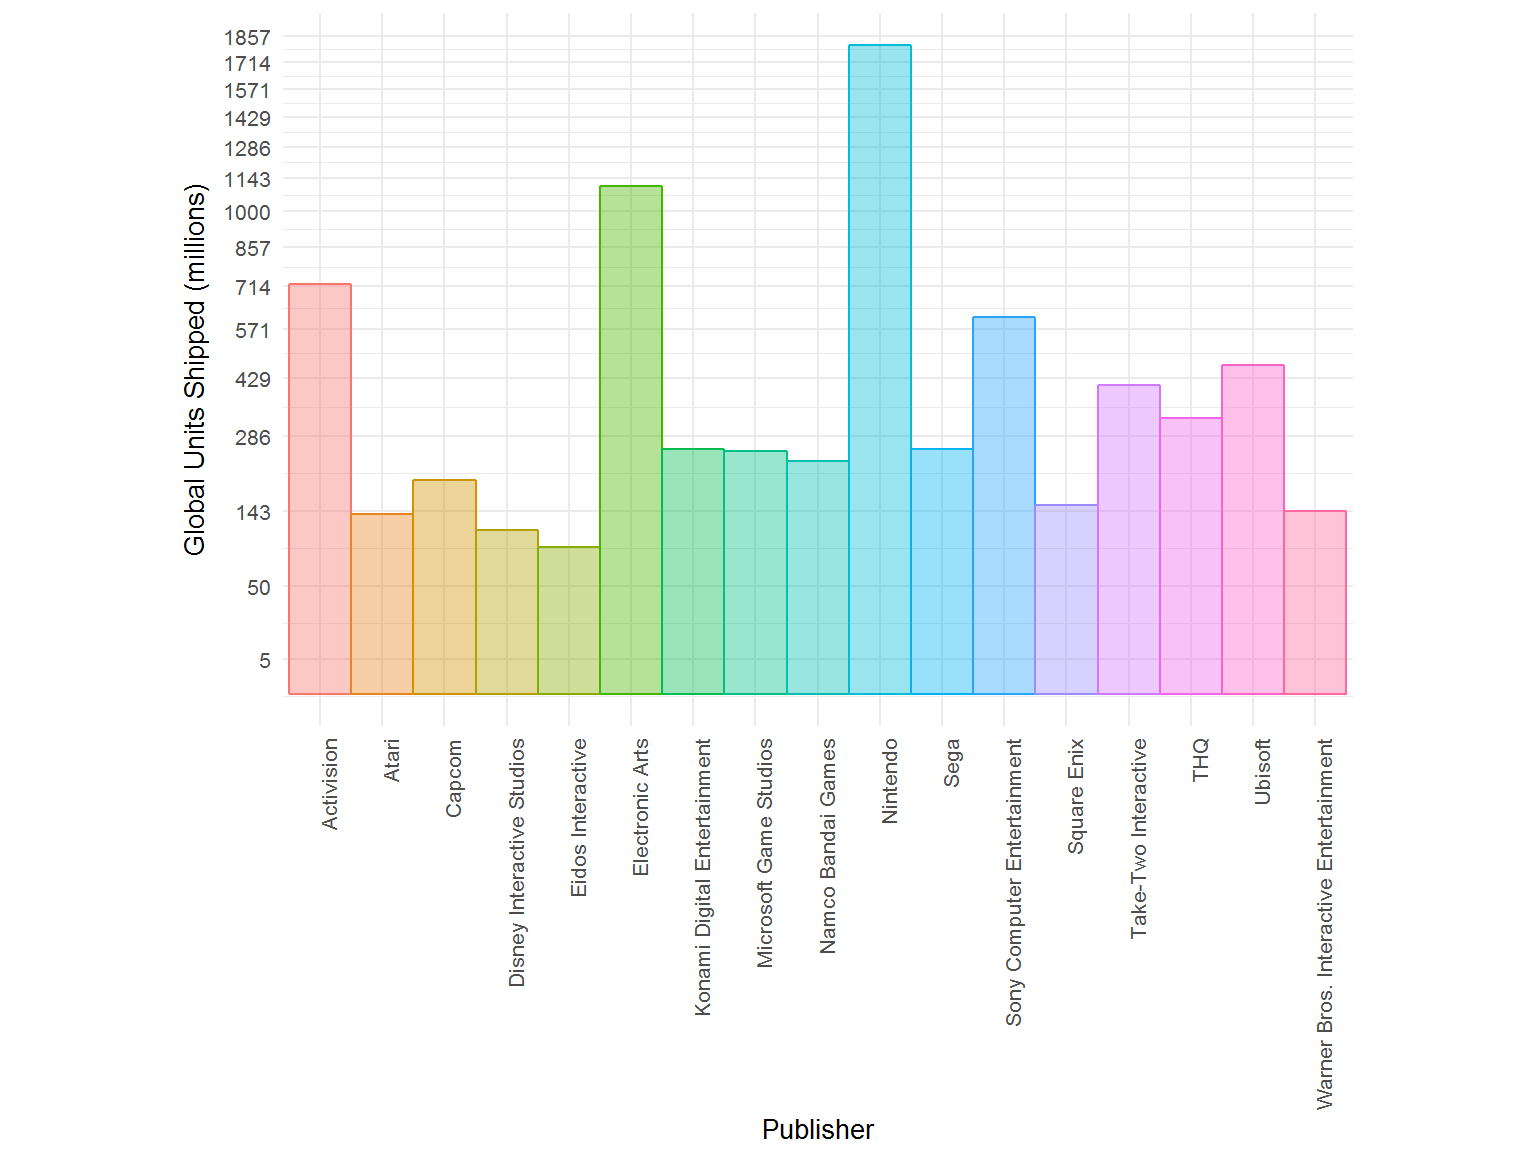 Global Units Shipped (millions)
1857
1714
1571
1429
1286
1143
1000
857
714
571
429
286
143
50
5
Activision
Atari
Capcom
Disney Interactive Studios
Eidos Interactive
Electronic Arts
Konami Digital Entertainment
Microsoft Game Studios
Namco Bandai Games
Nintendo
Sega
Sony Computer Entertainment
Square Enix
Take-Two Interactive
THQ
Ubisoft
Warner Bros. Interactive Entertainment
Publisher